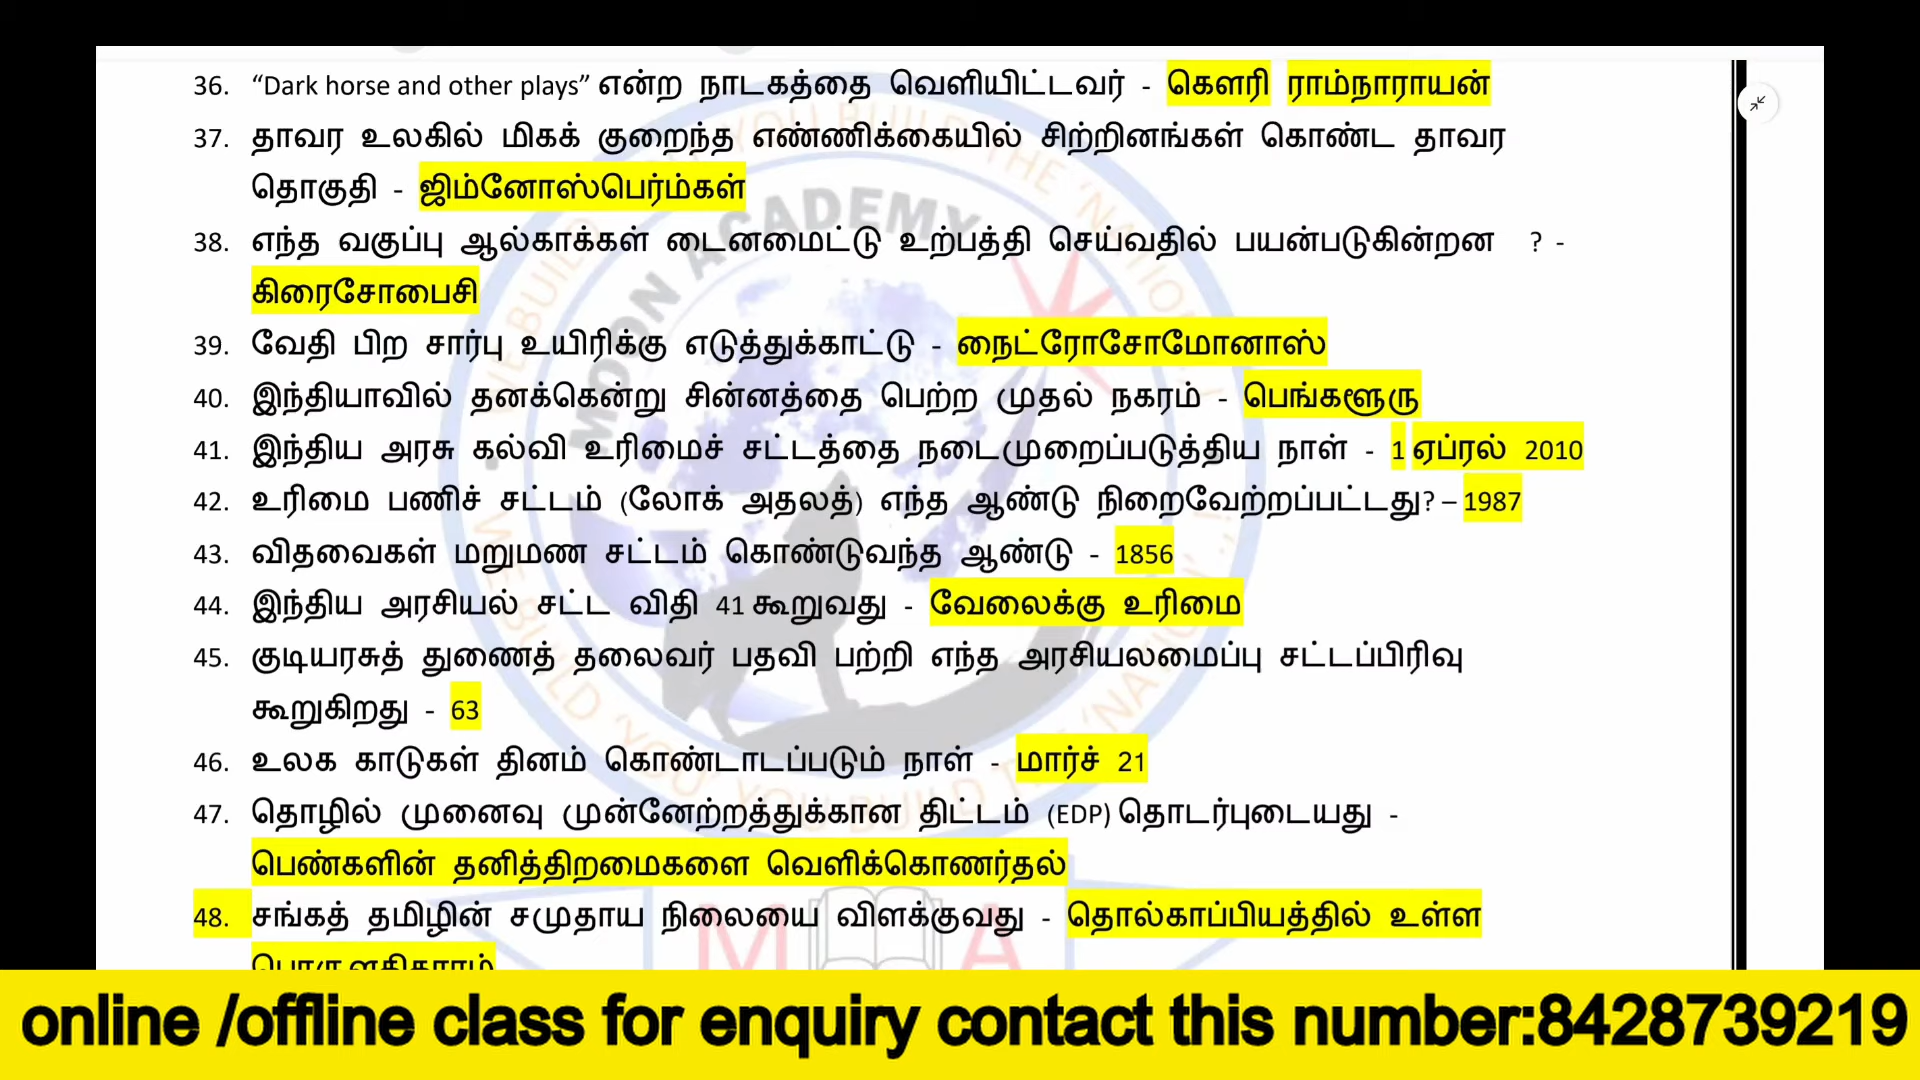 36. “Dark horse and other plays” என்ற நாடகத்தை வெளியிட்டவர் - கௌரி ராம்நாராயன்
37. தாவர உலகில் மிகக் குறைந்த எண்ணிக்கையில் சிற்றினங்கள் கொண்ட தாவர
தொகுதி - ஜிம்னோஸ்பெர்ம்கள்
38. எந்த வகுப்பு ஆல்காக்கள் டைனமைட்டு உற்பத்தி செய்வதில் பயன்படுகின்றன ? -
கிரைசோபைசி
39. வேதி பிற சார்பு உயிரிக்கு எடுத்துக்காட்டு - நைட்ரோசோமோனாஸ்
40. இந்தியாவில் தனக்கென்று சின்னத்தை பெற்ற முதல் நகரம் - பெங்களூரு
41. இந்திய அரசு கல்வி உரிமைச் சட்டத்தை நடைமுறைப்படுத்திய நாள் - 1 ஏப்ரல் 2010
42. உரிமை பணிச் சட்டம் (லோக் அதலத்) எந்த ஆண்டு நிறைவேற்றப்பட்டது? – 1987
43. விதவைகள் மறுமண சட்டம் கொண்டுவந்த ஆண்டு - 1856
44. இந்திய அரசியல் சட்ட விதி 41 கூறுவது - வேலைக்கு உரிமை
45. குடியரசுத் துணைத் தலைவர் பதவி பற்றி எந்த அரசியலமைப்பு சட்டப்பிரிவு
கூறுகிறது - 63
46. உலக காடுகள் தினம் கொண்டாடப்படும் நாள் - மார்ச் 21
47. தொழில் முனைவு முன்னேற்றத்துக்கான திட்டம் (EDP) தொடர்புடையது -
பெண்களின் தனித்திறமைகளை வெளிக்கொணர்தல்
48. சங்கத் தமிழின் சமுதாய நிலையை விளக்குவது - தொல்காப்பியத்தில் உள்ள
பொருளதிகாரம்
MOON ACADEMY
online /offline class for enquiry contact this number:8428739219